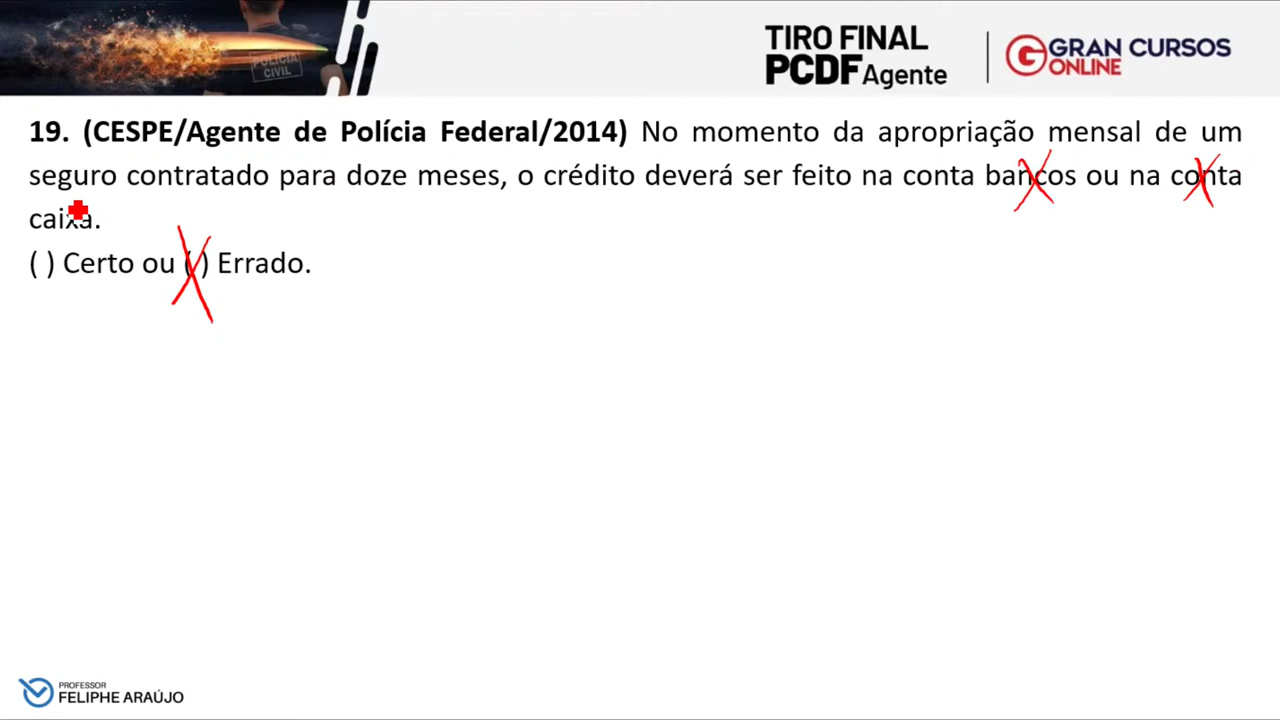 POLÍCIA
CIVIL
TIRO FINAL
PCDF Agente
GRAN CURSOS
ONLINE
19. (CESPE/Agente de Polícia Federal/2014) No momento da apropriação mensal de um
seguro contratado para doze meses, o crédito deverá ser feito na conta bancos ou na conta
caixa.
( ) Certo ou ( ) Errado.
PROFESSOR
FELIPHE ARAÚJO